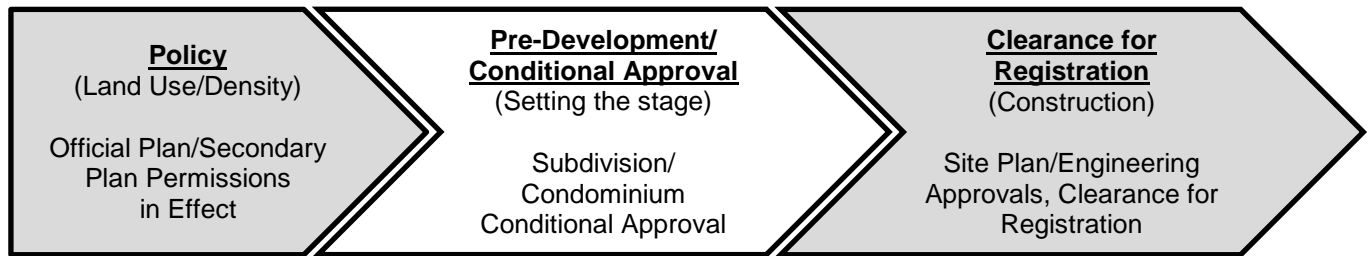 Policy
(Land Use/Density)
Official Plan/Secondary
Plan Permissions
in Effect
Pre-Development/
Conditional Approval
(Setting the stage)
Subdivision/
Condominium
Conditional Approval
Clearance for
Registration
(Construction)
Site Plan/Engineering
Approvals, Clearance for
Registration